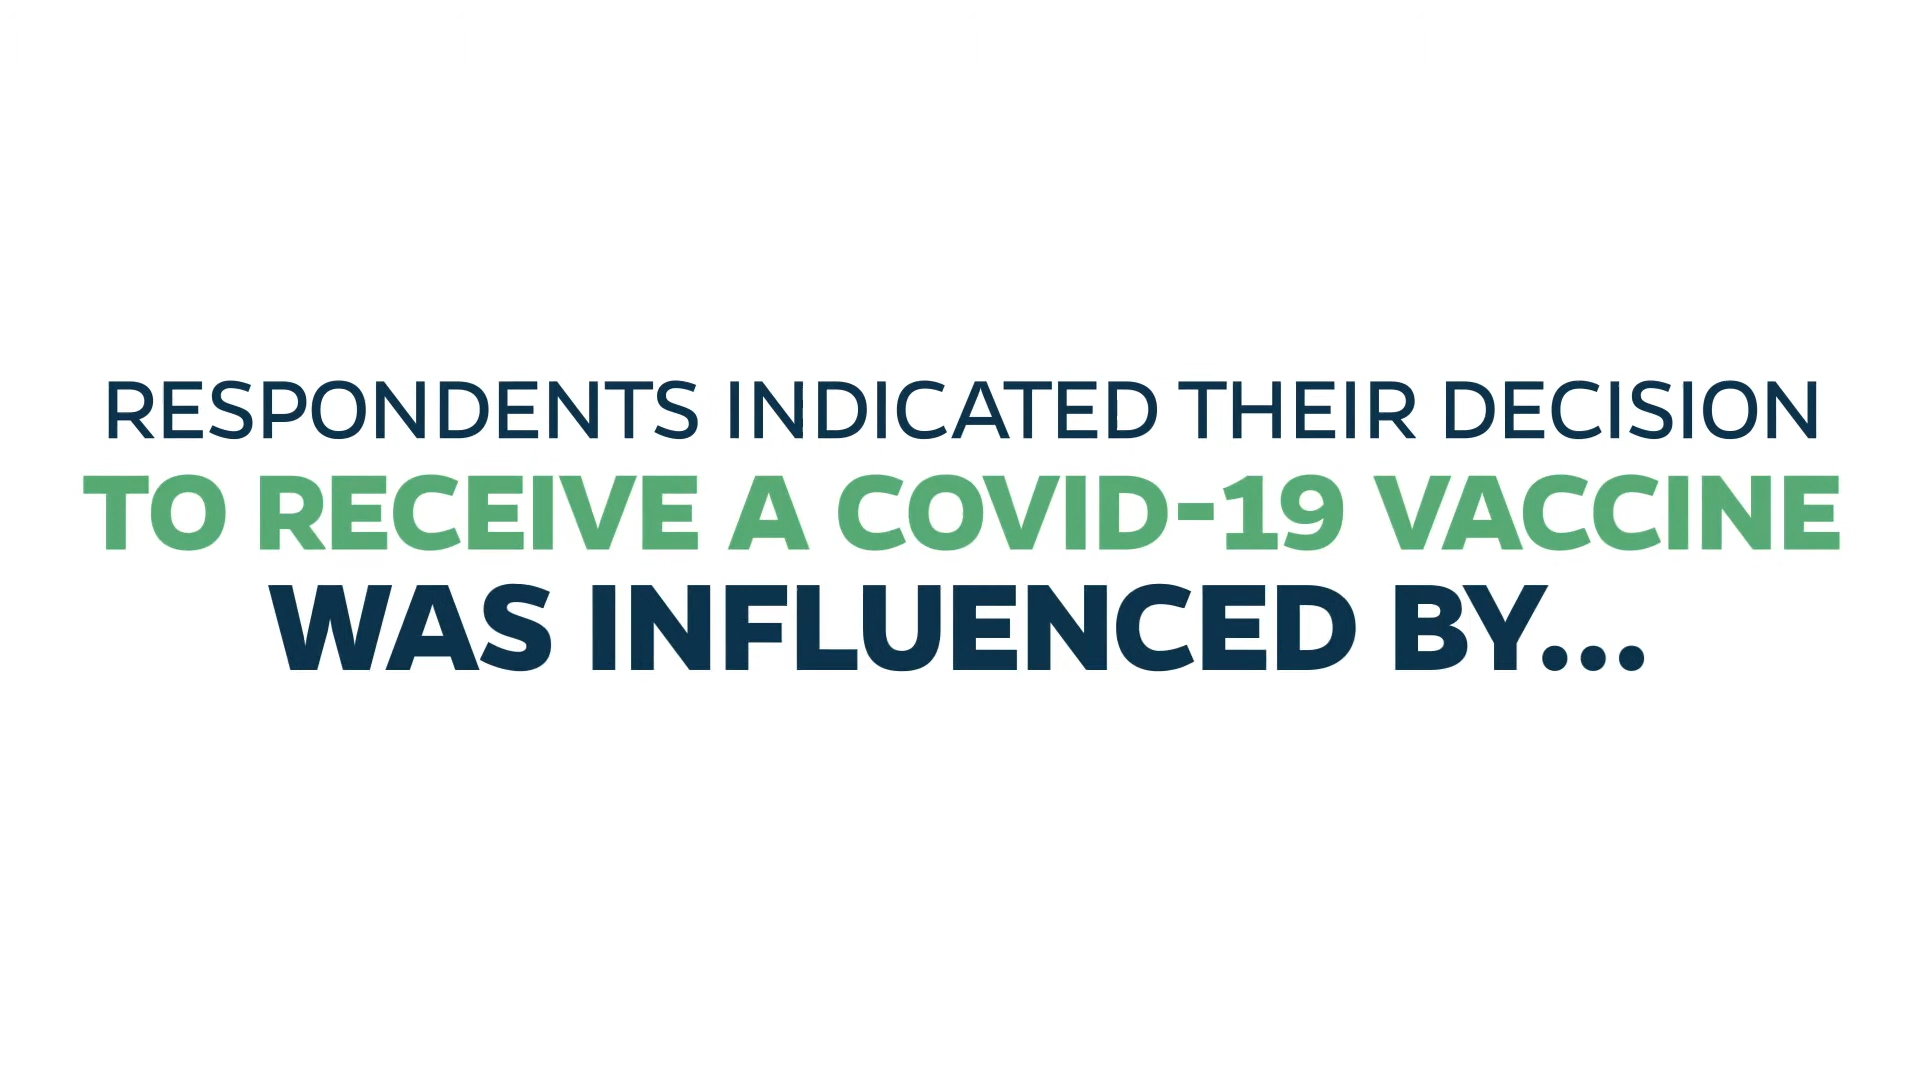 RESPONDENTS INDICATED THEIR DECISION
TO RECEIVE A COVID-19 VACCINE
WAS INFLUENCED BY...